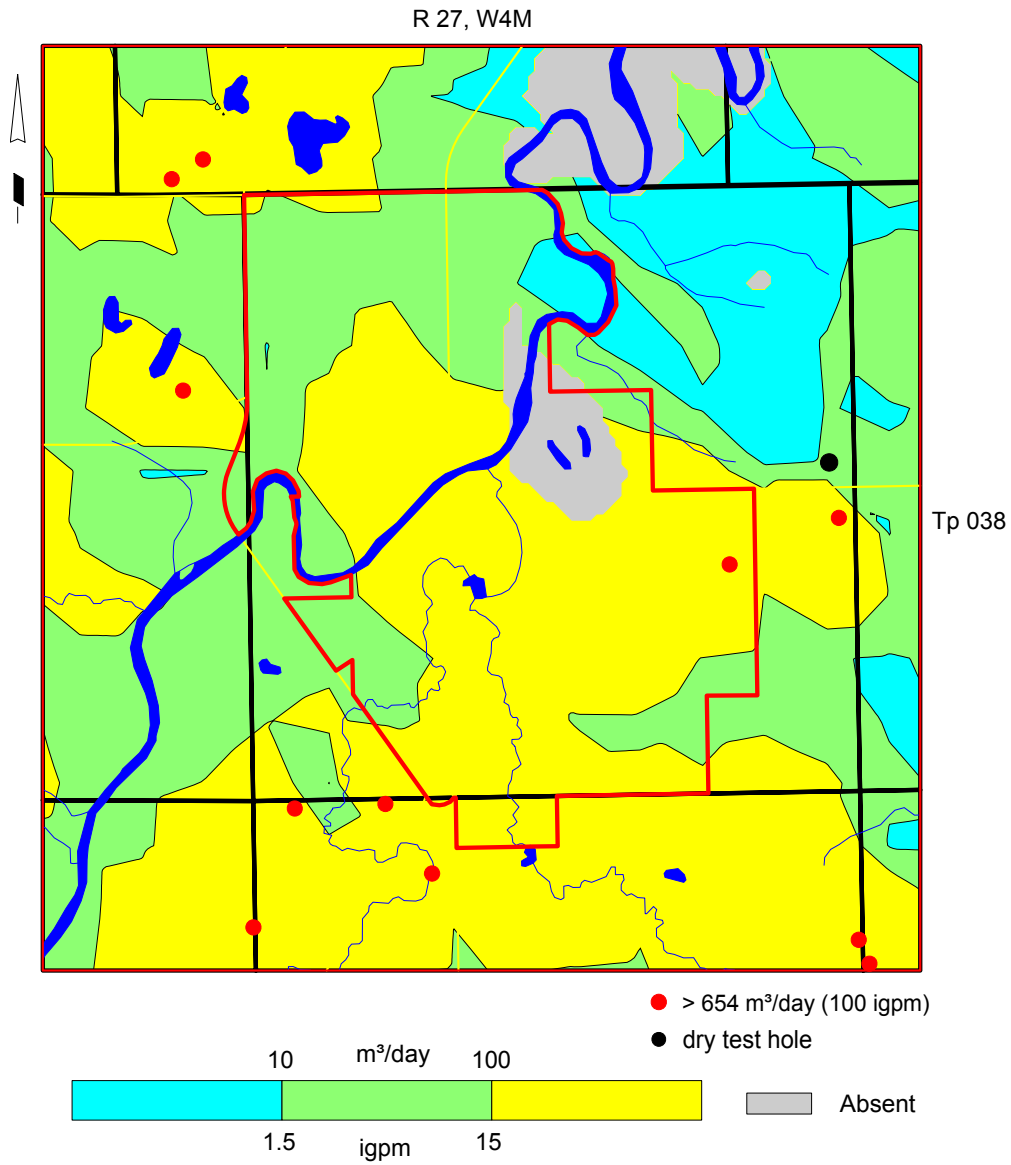 R 27, W4M
Tp 038
> 654 m³/day (100 igpm)
dry test hole
10 m³/day 100
Absent
1.5 igpm 15